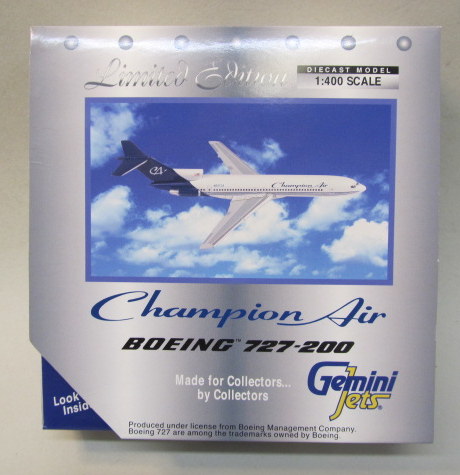 Limited Edition
DIECAST MODEL
1:400 SCALE
CA
Champion Air
Champion Air
BOEING™ 727-200
Made for Collectors...
by Collectors
Gemini
Jets®
Look
Inside
Produced under license from Boeing Management Company.
Boeing 727 are among the trademarks owned by Boeing.